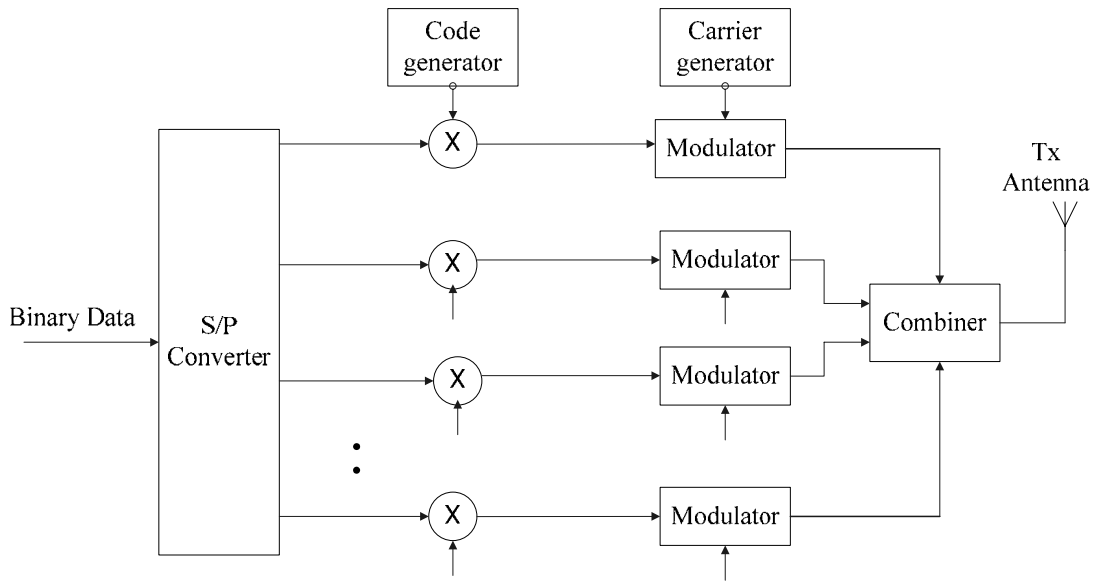 Code
generator
Carrier
generator
X
Modulator
Tx
Antenna
X
Modulator
Binary Data
S/P
Converter
Combiner
X
Modulator
X
Modulator